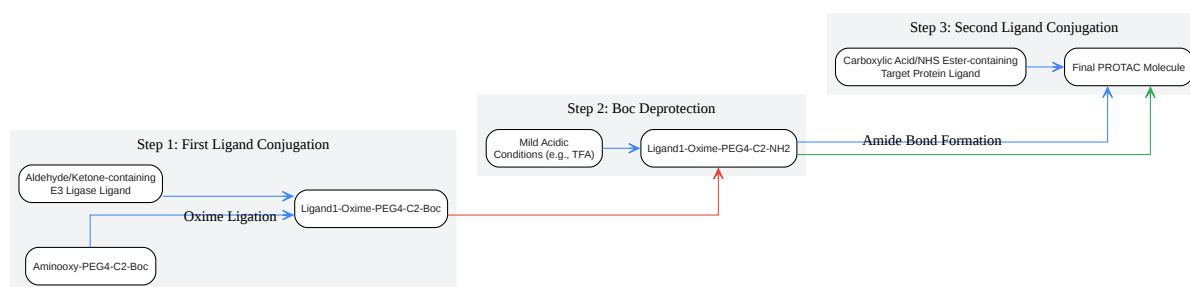 Step 1: First Ligand Conjugation
Aldehyde/Ketone-containing
E3 Ligase Ligand
Oxime Ligation
Aminooxy-PEG4-C2-Boc
Ligand1-Oxime-PEG4-C2-Boc
Step 2: Boc Deprotection
Mild Acidic
Conditions (e.g., TFA)
Ligand1-Oxime-PEG4-C2-NH2
Amide Bond Formation
Step 3: Second Ligand Conjugation
Carboxylic Acid/NHS Ester-containing
Target Protein Ligand
Final PROTAC Molecule